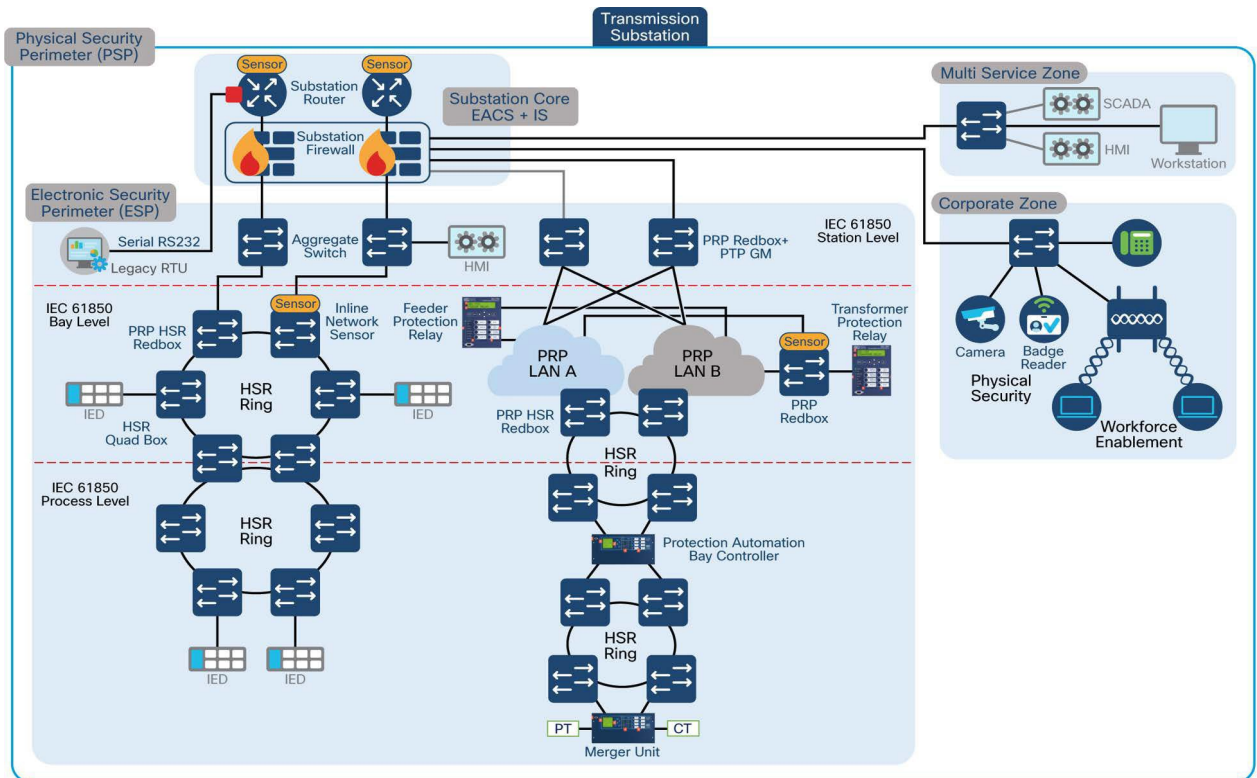 Transmission
Substation
Physical Security
Perimeter (PSP)
Sensor
Sensor
Substation
Router
Substation Core
EACS + IS
Substation
Firewall
Multi Service Zone
SCADA
HMI
Workstation
Electronic Security
Perimeter (ESP)
Serial RS232
Legacy RTU
Aggregate
Switch
HMI
PRP Redbox+
PTP GM
IEC 61850
Station Level
Corporate Zone
Camera
Badge
Reader
Physical
Security
Workforce
Enablement
IEC 61850
Bay Level
PRP HSR
Redbox
Sensor
Inline
Network
Sensor
Feeder
Protection
Relay
PRP
LAN A
PRP
LAN B
Sensor
Transformer
Protection
Relay
PRP
Redbox
IED
HSR
Quad Box
HSR
Ring
IED
PRP HSR
Redbox
HSR
Ring
IEC 61850
Process Level
HSR
Ring
IED
IED
Protection Automation
Bay Controller
HSR
Ring
PT
CT
Merger Unit